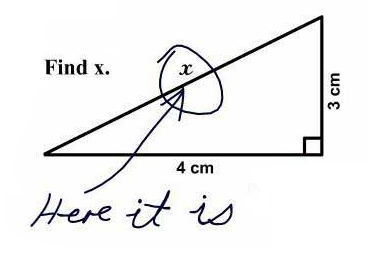 Find x.
x
3 cm
4 cm
Here it is